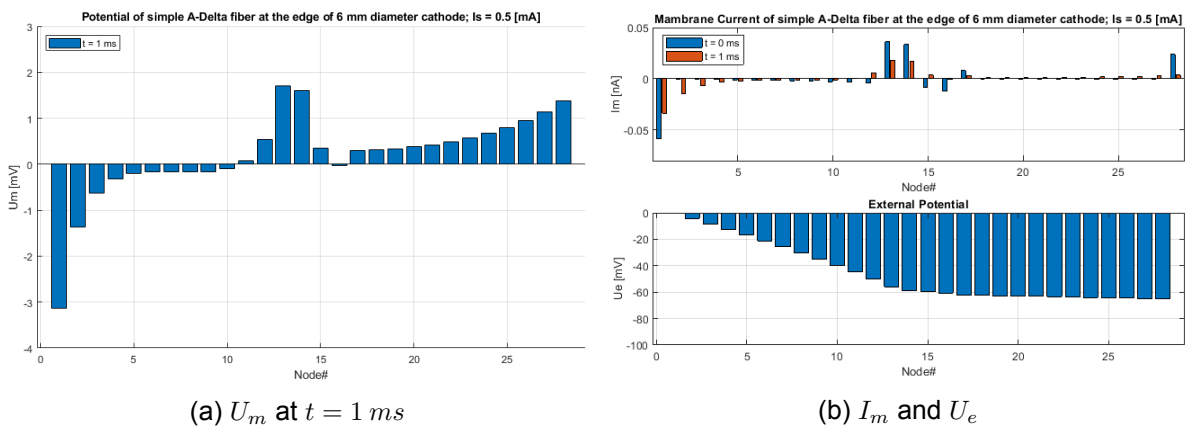 Potential of simple A-Delta fiber at the edge of 6 mm diameter cathode; Is = 0.5 [mA]
t = 1 ms
3
2
1
0
-1
-2
-3
-4
Um [mV]
0 5 10 15 20 25
Node#
(a) U_m at t = 1 ms
Mambrane Current of simple A-Delta fiber at the edge of 6 mm diameter cathode; Is = 0.5 [mA]
t = 0 ms
t = 1 ms
0.05
0
-0.05
Im [nA]
5 10 15 20 25
Node#
External Potential
0
-20
-40
-60
-80
-100
Ue [mV]
0 5 10 15 20 25
Node#
(b) I_m and U_e